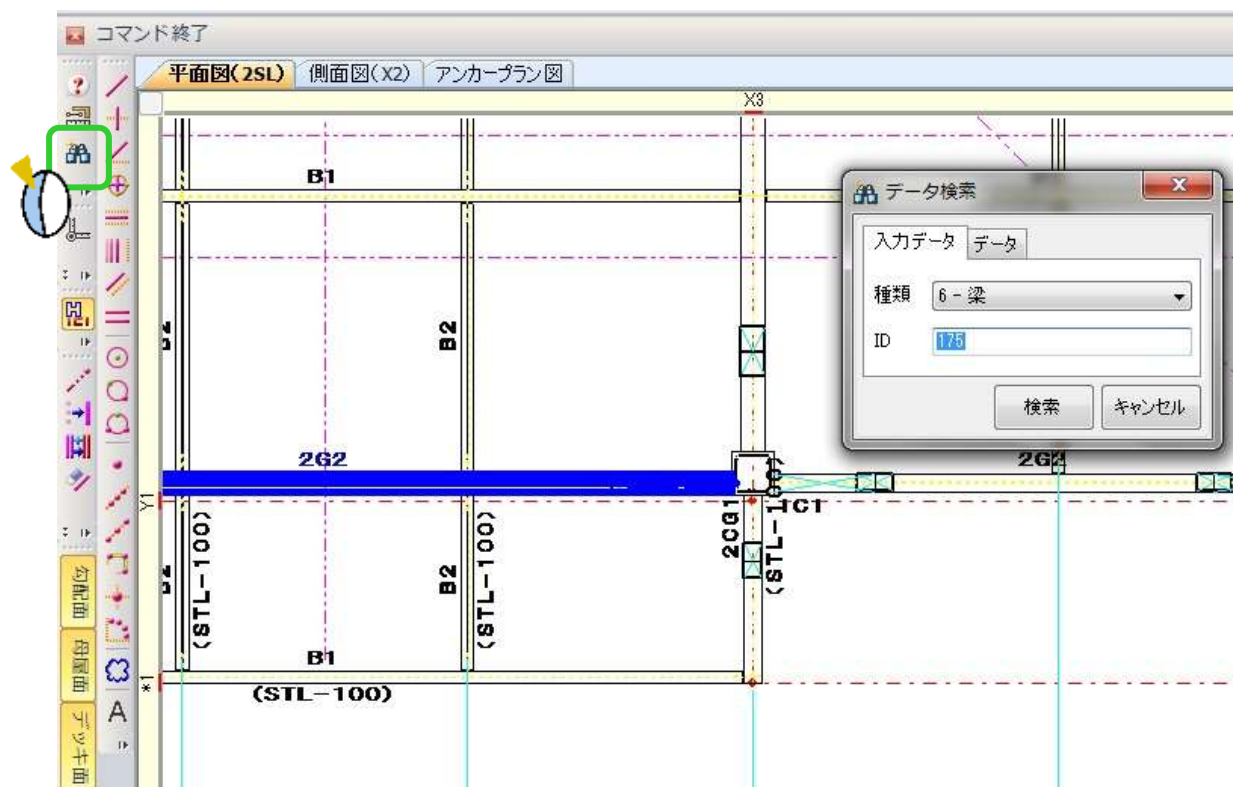 コマンド終了
平面図(2SL) 側面図(X2) アンカープラン図
X3
B1
データ検索
入力データ データ
種類 6 - 梁
ID 175
検索 キャンセル
B2
2G2
Y1
1C1
2CG1
B2
(STL-100)
B2
(STL-100)
B1
*1
(STL-100)
勾配面
母屋面
デッキ面
A